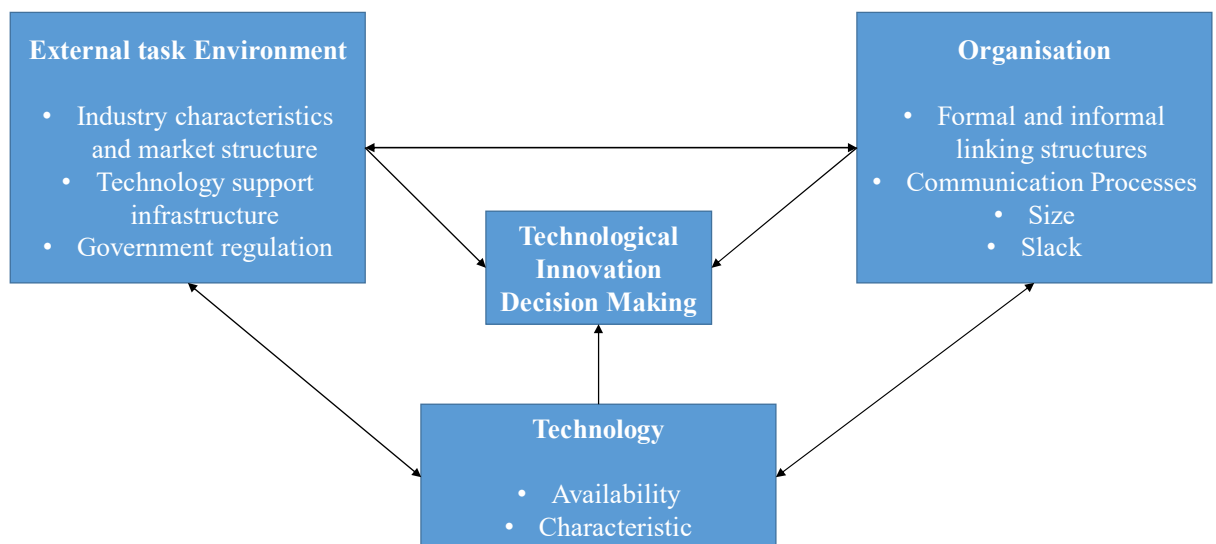 External task Environment
• Industry characteristics
and market structure
• Technology support
infrastructure
• Government regulation
Organisation
• Formal and informal
linking structures
• Communication Processes
• Size
• Slack
Technological
Innovation
Decision Making
Technology
• Availability
• Characteristic